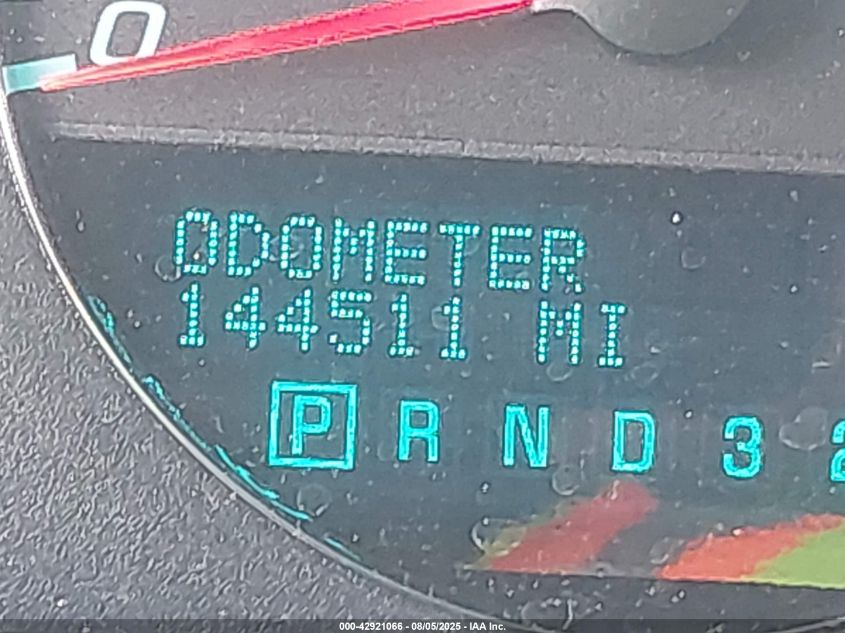 0
ODOMETER
144511 MI
P R N D 3 2
000-42921066 - 08/05/2025 - IAA Inc.